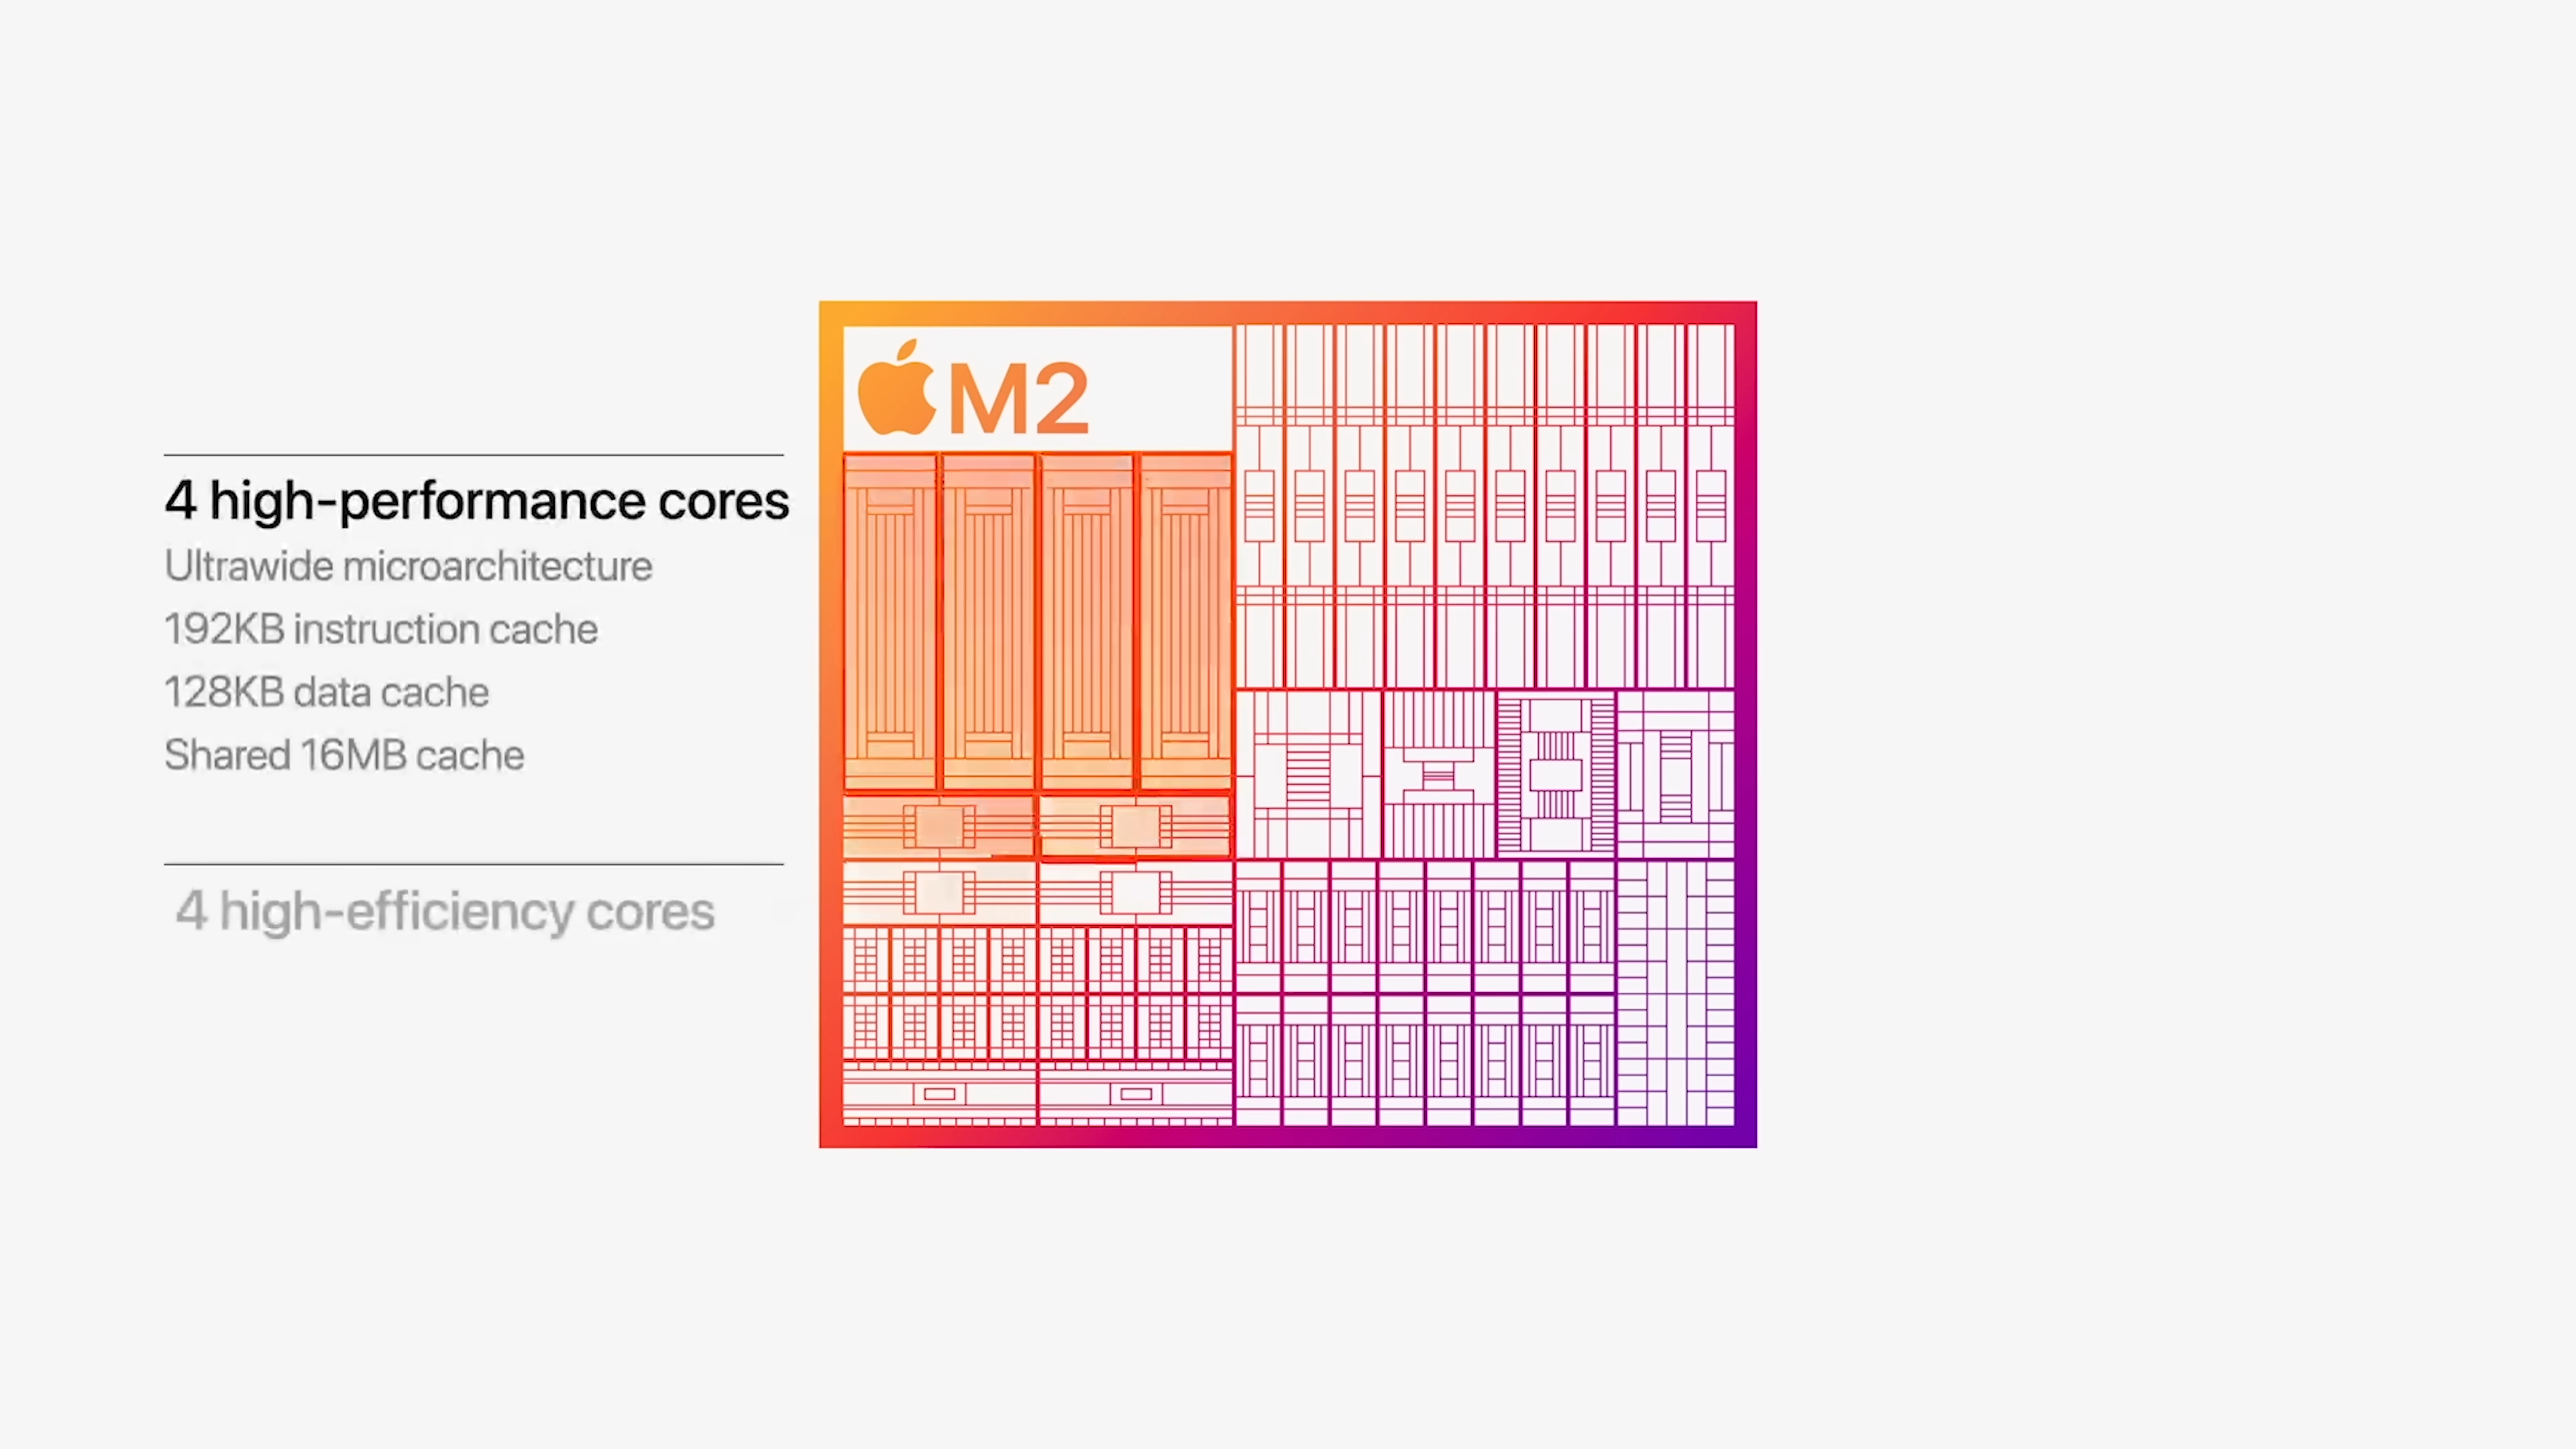 4 high-performance cores
Ultrawide microarchitecture
192KB instruction cache
128KB data cache
Shared 16MB cache
4 high-efficiency cores
M2